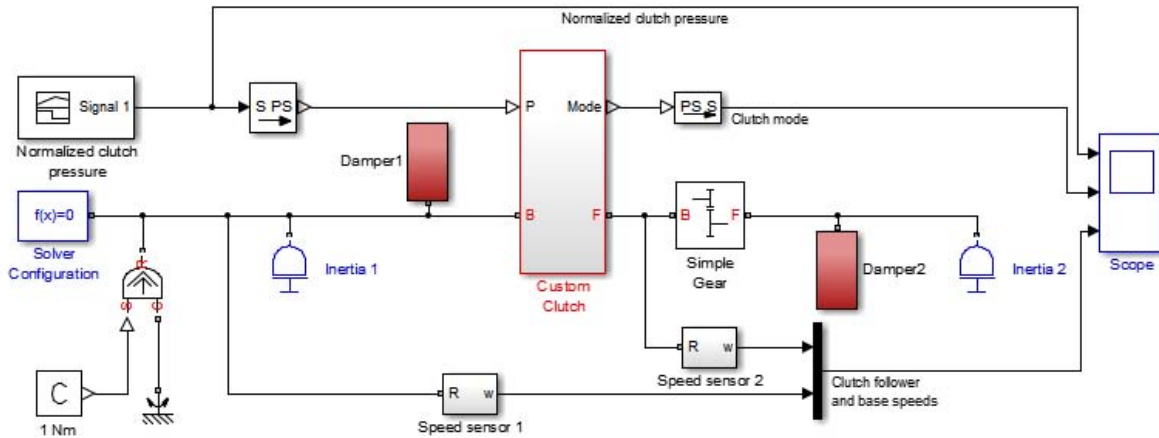 Normalized clutch pressure
Signal 1
S PS
P
Mode
PS S
Clutch mode
Normalized clutch
pressure
Damper1
f(x)=0
B
F
B
F
Solver
Configuration
R
S
C
Inertia 1
Custom
Clutch
Simple
Gear
Damper2
Inertia 2
Scope
R
w
Speed sensor 2
C
1 Nm
R
w
Speed sensor 1
Clutch follower
and base speeds